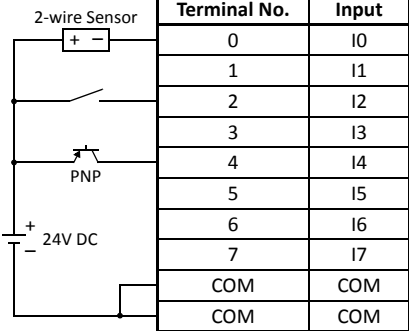 2-wire Sensor
+ −
PNP
+
24V DC
−
Terminal No. Input
0 I0
1 I1
2 I2
3 I3
4 I4
5 I5
6 I6
7 I7
COM COM
COM COM